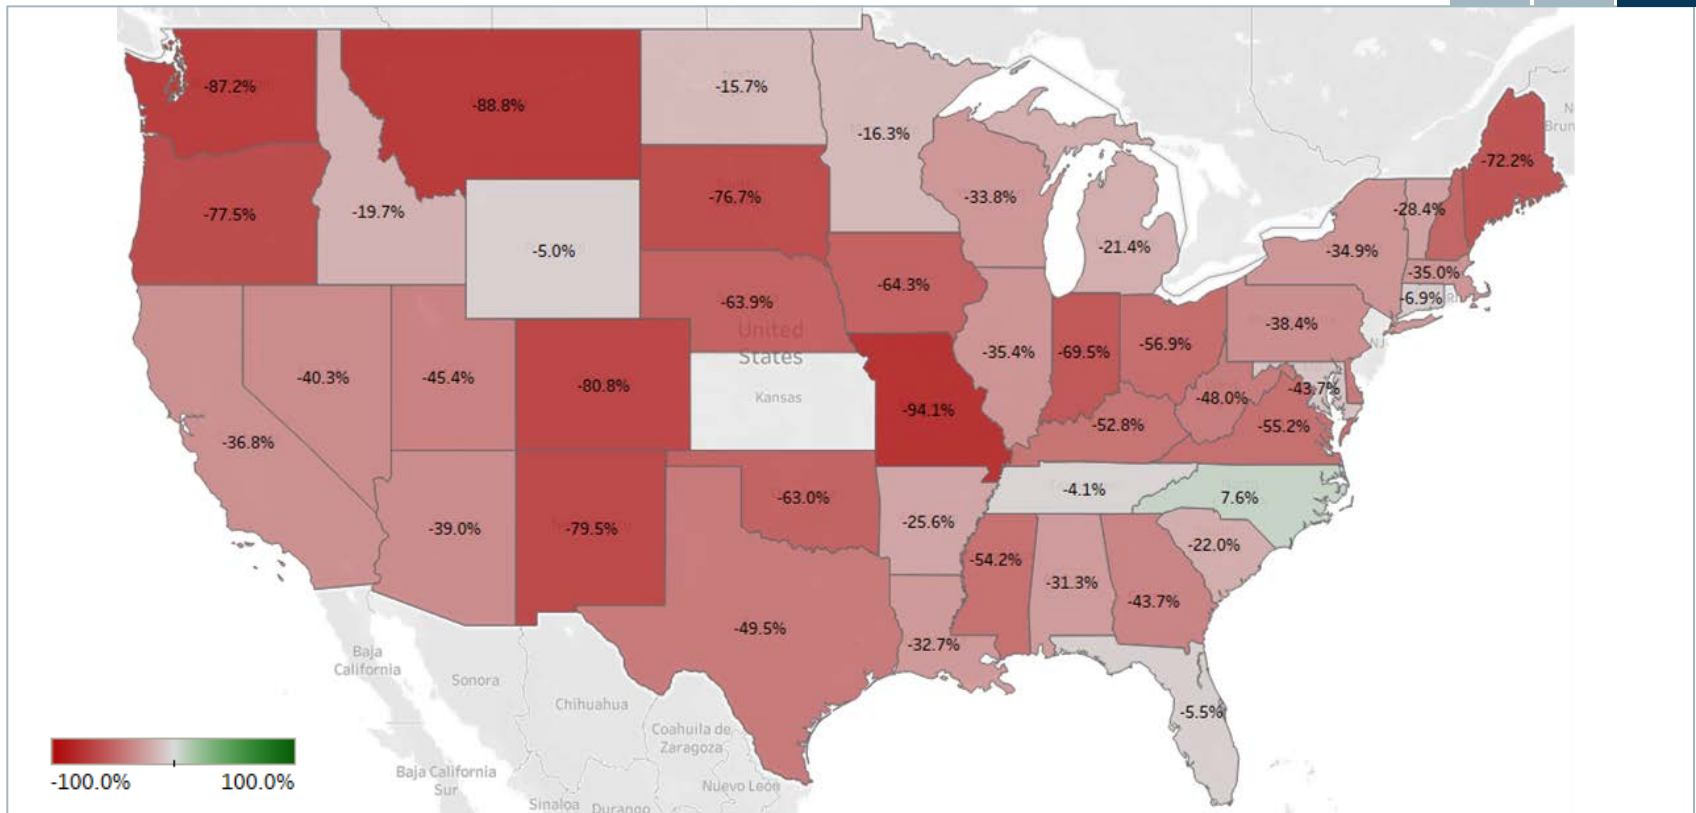 -87.2%
-88.8%
-15.7%
-16.3%
N
Brun
-72.2%
-77.5%
-19.7%
-5.0%
-76.7%
-33.8%
-21.4%
-28.4%
-34.9%
-35.0%
-6.9%
-64.3%
-63.9%
United
States
-38.4%
NJ
-40.3%
-45.4%
-80.8%
Kansas
-35.4%
-69.5%
-56.9%
-43.7%
-48.0%
-94.1%
-52.8%
-55.2%
-36.8%
-63.0%
-4.1%
7.6%
-39.0%
-79.5%
-25.6%
-22.0%
-54.2%
-31.3%
-43.7%
-49.5%
-32.7%
-5.5%
Baja
California
Sonora
Chihuahua
Coahuila de
Zaragoza
Baja California
Sur
Nuevo León
Sinaloa
Durango
-100.0%
100.0%